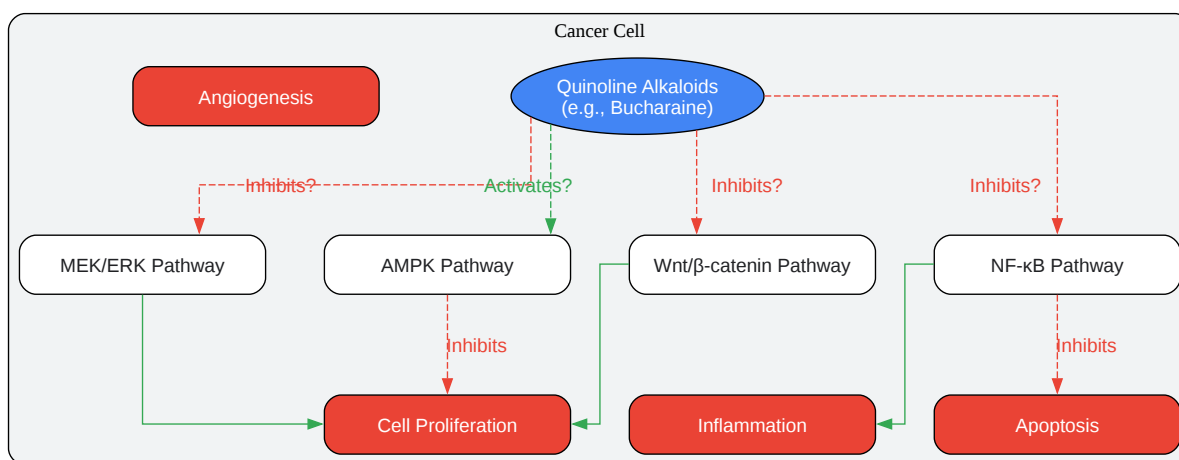 Cancer Cell
Angiogenesis
Quinoline Alkaloids
(e.g., Bucharaine)
Inhibits?
Activates?
Inhibits?
Inhibits?
MEK/ERK Pathway
AMPK Pathway
Wnt/β-catenin Pathway
NF-κB Pathway
Inhibits
Inhibits
Cell Proliferation
Inflammation
Apoptosis